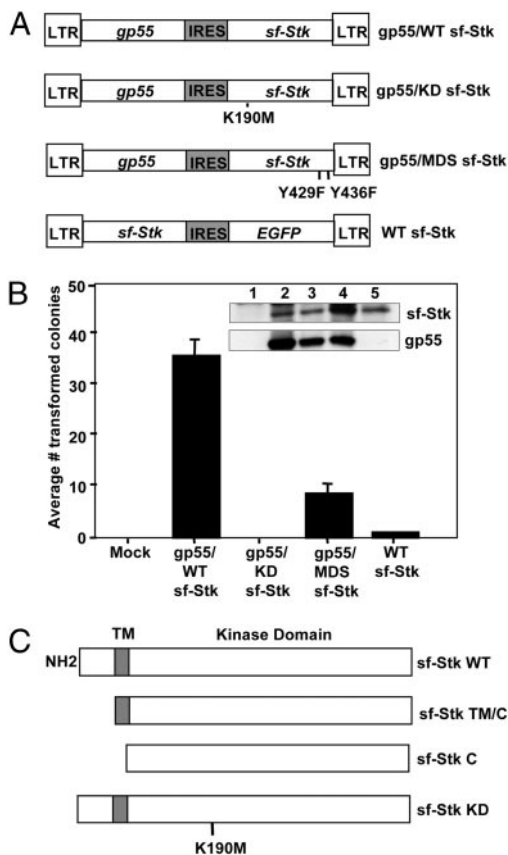 A
LTR gp55 IRES sf-Stk LTR gp55/WT sf-Stk
LTR gp55 IRES sf-Stk LTR gp55/KD sf-Stk
K190M
LTR gp55 IRES sf-Stk LTR gp55/MDS sf-Stk
Y429F Y436F
LTR sf-Stk IRES EGFP LTR WT sf-Stk
B
Average # transformed colonies
50
40
30
20
10
0
1 2 3 4 5
sf-Stk
gp55
Mock
gp55/
WT
sf-Stk
gp55/
KD
sf-Stk
gp55/
MDS
sf-Stk
WT
sf-Stk
C
TM Kinase Domain
NH2 sf-Stk WT
sf-Stk TM/C
sf-Stk C
sf-Stk KD
K190M